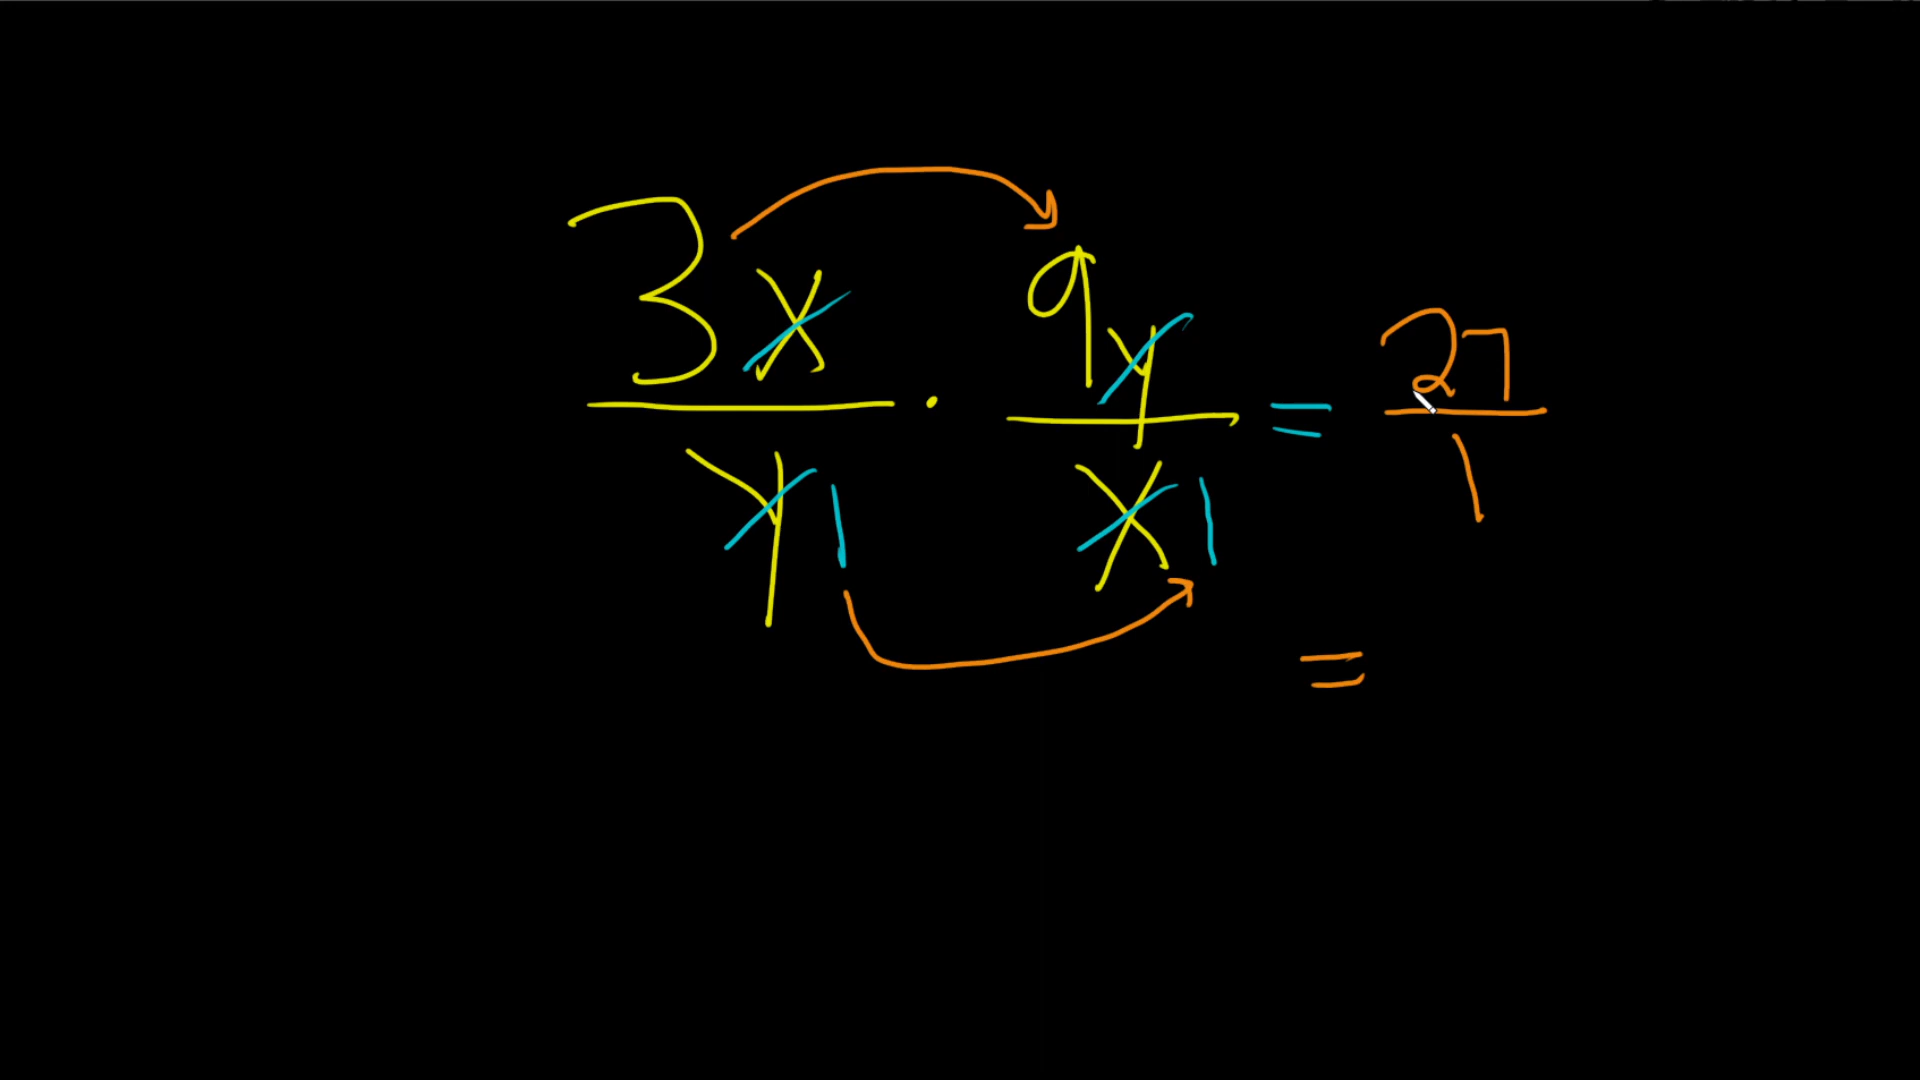 3x/y1 · 9y/x1 = 27/1
=